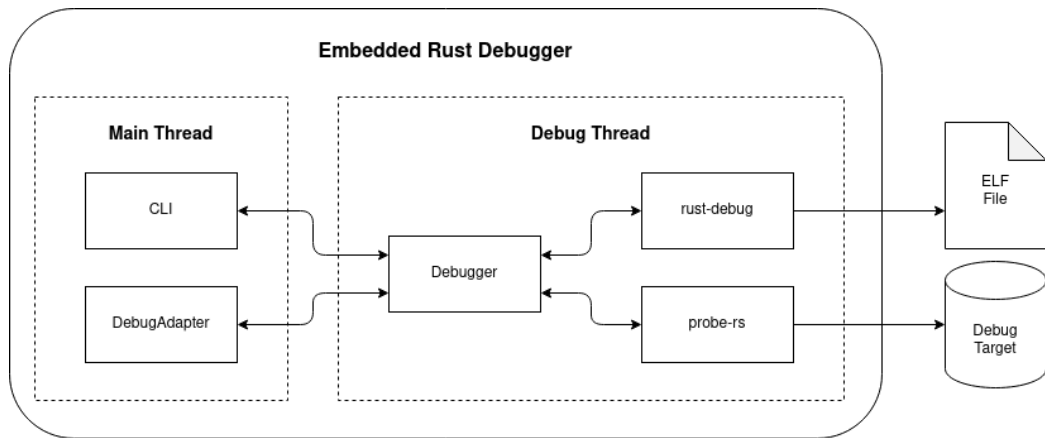 Embedded Rust Debugger
Main Thread
Debug Thread
CLI
rust-debug
ELF
File
Debugger
DebugAdapter
probe-rs
Debug
Target